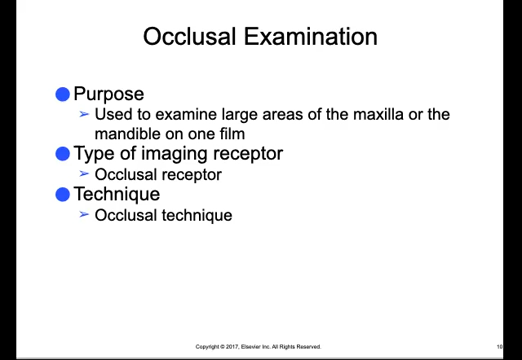 Occlusal Examination
Purpose
Used to examine large areas of the maxilla or the
mandible on one film
Type of imaging receptor
Occlusal receptor
Technique
Occlusal technique
Copyright © 2017, Elsevier Inc. All Rights Reserved.
10